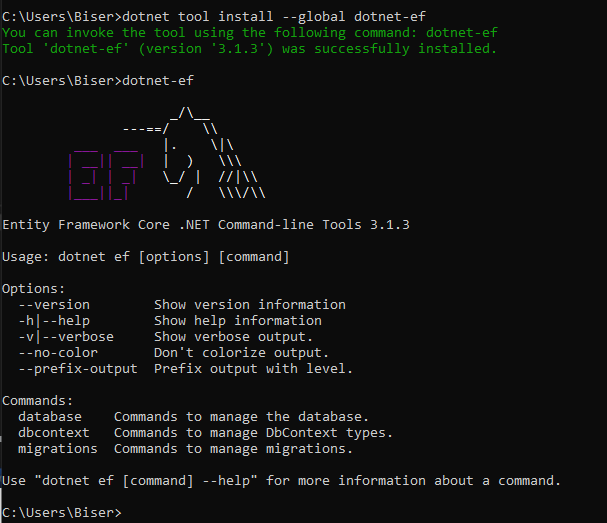 C:\Users\Biser>dotnet tool install --global dotnet-ef
You can invoke the tool using the following command: dotnet-ef
Tool 'dotnet-ef' (version '3.1.3') was successfully installed.

C:\Users\Biser>dotnet-ef

                     _/\__
               ---==/    \\
         ___  ___   |.    \|\
        | __|| __|  |  )   \\\
        | _| | _|   \_/ |  //|\\
        |___||_|       /   \\\/\\

Entity Framework Core .NET Command-line Tools 3.1.3

Usage: dotnet ef [options] [command]

Options:
  --version        Show version information
  -h|--help        Show help information
  -v|--verbose     Show verbose output.
  --no-color       Don't colorize output.
  --prefix-output  Prefix output with level.

Commands:
  database    Commands to manage the database.
  dbcontext   Commands to manage DbContext types.
  migrations  Commands to manage migrations.

Use "dotnet ef [command] --help" for more information about a command.

C:\Users\Biser>